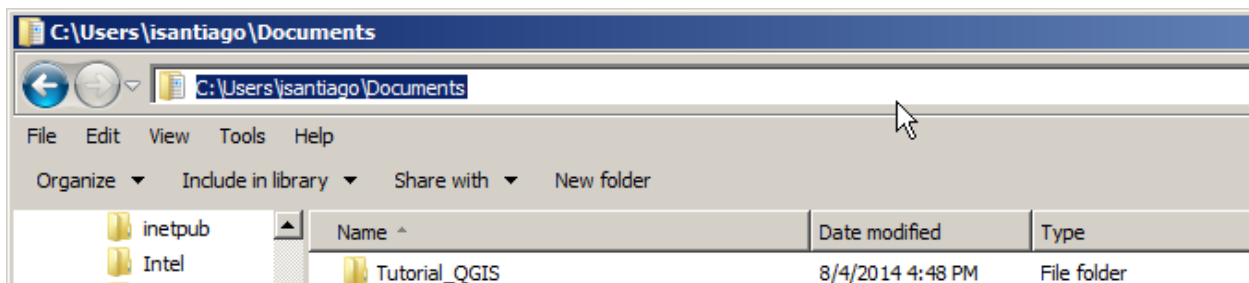 C:\Users\isantiago\Documents
C:\Users\isantiago\Documents
File Edit View Tools Help
Organize Include in library Share with New folder
inetpub
Intel
Name Date modified Type
Tutorial_QGIS 8/4/2014 4:48 PM File folder